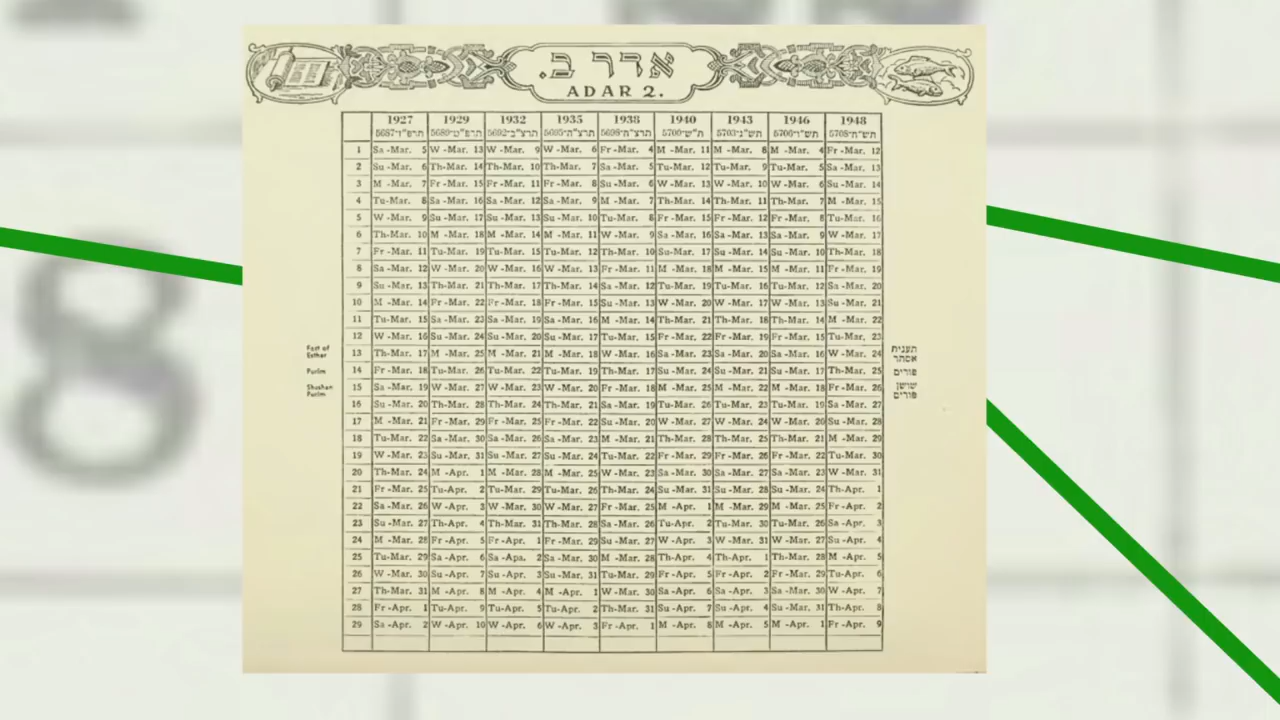 אדר ב.
ADAR 2.
1927 1929 1932 1935 1938 1940 1943 1946 1948
5687-תרפ"ז 5689-תרפ"ט 5692-תרצ"ב 5695-תרצ"ה 5698-תרצ"ח 5700-ת"ש 5703-תש"ג 5706-תש"ו 5708-תש"ח
1 Sa-Mar. 5 W-Mar. 13 W-Mar. 9 W-Mar. 6 Fr-Mar. 4 M-Mar. 11 M-Mar. 8 M-Mar. 4 Fr-Mar. 12
2 Su-Mar. 6 Th-Mar. 14 Th-Mar. 10 Th-Mar. 7 Sa-Mar. 5 Tu-Mar. 12 Tu-Mar. 9 Tu-Mar. 5 Sa-Mar. 13
3 M-Mar. 7 Fr-Mar. 15 Fr-Mar. 11 Fr-Mar. 8 Su-Mar. 6 W-Mar. 13 W-Mar. 10 W-Mar. 6 Su-Mar. 14
4 Tu-Mar. 8 Sa-Mar. 16 Sa-Mar. 12 Sa-Mar. 9 M-Mar. 7 Th-Mar. 14 Th-Mar. 11 Th-Mar. 7 M-Mar. 15
5 W-Mar. 9 Su-Mar. 17 Su-Mar. 13 Su-Mar. 10 Tu-Mar. 8 Fr-Mar. 15 Fr-Mar. 12 Fr-Mar. 8 Tu-Mar. 16
6 Th-Mar. 10 M-Mar. 18 M-Mar. 14 M-Mar. 11 W-Mar. 9 Sa-Mar. 16 Sa-Mar. 13 Sa-Mar. 9 W-Mar. 17
7 Fr-Mar. 11 Tu-Mar. 19 Tu-Mar. 15 Tu-Mar. 12 Th-Mar. 10 Su-Mar. 17 Su-Mar. 14 Su-Mar. 10 Th-Mar. 18
8 Sa-Mar. 12 W-Mar. 20 W-Mar. 16 W-Mar. 13 Fr-Mar. 11 M-Mar. 18 M-Mar. 15 M-Mar. 11 Fr-Mar. 19
9 Su-Mar. 13 Th-Mar. 21 Th-Mar. 17 Th-Mar. 14 Sa-Mar. 12 Tu-Mar. 19 Tu-Mar. 16 Tu-Mar. 12 Sa-Mar. 20
10 M-Mar. 14 Fr-Mar. 22 Fr-Mar. 18 Fr-Mar. 15 Su-Mar. 13 W-Mar. 20 W-Mar. 17 W-Mar. 13 Su-Mar. 21
11 Tu-Mar. 15 Sa-Mar. 23 Sa-Mar. 19 Sa-Mar. 16 M-Mar. 14 Th-Mar. 21 Th-Mar. 18 Th-Mar. 14 M-Mar. 22
12 W-Mar. 16 Su-Mar. 24 Su-Mar. 20 Su-Mar. 17 Tu-Mar. 15 Fr-Mar. 22 Fr-Mar. 19 Fr-Mar. 15 Tu-Mar. 23
Fast of Esther 13 Th-Mar. 17 M-Mar. 25 M-Mar. 21 M-Mar. 18 W-Mar. 16 Sa-Mar. 23 Sa-Mar. 20 Sa-Mar. 16 W-Mar. 24 תענית אסתר
Purim 14 Fr-Mar. 18 Tu-Mar. 26 Tu-Mar. 22 Tu-Mar. 19 Th-Mar. 17 Su-Mar. 24 Su-Mar. 21 Su-Mar. 17 Th-Mar. 25 פורים
Shushan Purim 15 Sa-Mar. 19 W-Mar. 27 W-Mar. 23 W-Mar. 20 Fr-Mar. 18 M-Mar. 25 M-Mar. 22 M-Mar. 18 Fr-Mar. 26 שושן פורים
16 Su-Mar. 20 Th-Mar. 28 Th-Mar. 24 Th-Mar. 21 Sa-Mar. 19 Tu-Mar. 26 Tu-Mar. 23 Tu-Mar. 19 Sa-Mar. 27
17 M-Mar. 21 Fr-Mar. 29 Fr-Mar. 25 Fr-Mar. 22 Su-Mar. 20 W-Mar. 27 W-Mar. 24 W-Mar. 20 Su-Mar. 28
18 Tu-Mar. 22 Sa-Mar. 30 Sa-Mar. 26 Sa-Mar. 23 M-Mar. 21 Th-Mar. 28 Th-Mar. 25 Th-Mar. 21 M-Mar. 29
19 W-Mar. 23 Su-Mar. 31 Su-Mar. 27 Su-Mar. 24 Tu-Mar. 22 Fr-Mar. 29 Fr-Mar. 26 Fr-Mar. 22 Tu-Mar. 30
20 Th-Mar. 24 M-Apr. 1 M-Mar. 28 M-Mar. 25 W-Mar. 23 Sa-Mar. 30 Sa-Mar. 27 Sa-Mar. 23 W-Mar. 31
21 Fr-Mar. 25 Tu-Apr. 2 Tu-Mar. 29 Tu-Mar. 26 Th-Mar. 24 Su-Mar. 31 Su-Mar. 28 Su-Mar. 24 Th-Apr. 1
22 Sa-Mar. 26 W-Apr. 3 W-Mar. 30 W-Mar. 27 Fr-Mar. 25 M-Apr. 1 M-Mar. 29 M-Mar. 25 Fr-Apr. 2
23 Su-Mar. 27 Th-Apr. 4 Th-Mar. 31 Th-Mar. 28 Sa-Mar. 26 Tu-Apr. 2 Tu-Mar. 30 Tu-Mar. 26 Sa-Apr. 3
24 M-Mar. 28 Fr-Apr. 5 Fr-Apr. 1 Fr-Mar. 29 Su-Mar. 27 W-Apr. 3 W-Mar. 31 W-Mar. 27 Su-Apr. 4
25 Tu-Mar. 29 Sa-Apr. 6 Sa-Apa. 2 Sa-Mar. 30 M-Mar. 28 Th-Apr. 4 Th-Apr. 1 Th-Mar. 28 M-Apr. 5
26 W-Mar. 30 Su-Apr. 7 Su-Apr. 3 Su-Mar. 31 Tu-Mar. 29 Fr-Apr. 5 Fr-Apr. 2 Fr-Mar. 29 Tu-Apr. 6
27 Th-Mar. 31 M-Apr. 8 M-Apr. 4 M-Apr. 1 W-Mar. 30 Sa-Apr. 6 Sa-Apr. 3 Sa-Mar. 30 W-Apr. 7
28 Fr-Apr. 1 Tu-Apr. 9 Tu-Apr. 5 Tu-Apr. 2 Th-Mar. 31 Su-Apr. 7 Su-Apr. 4 Su-Mar. 31 Th-Apr. 8
29 Sa-Apr. 2 W-Apr. 10 W-Apr. 6 W-Apr. 3 Fr-Apr. 1 M-Apr. 8 M-Apr. 5 M-Apr. 1 Fr-Apr. 9